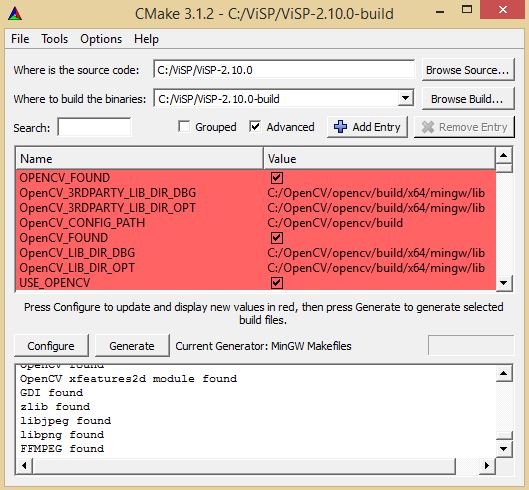 CMake 3.1.2 - C:/ViSP/ViSP-2.10.0-build
File Tools Options Help
Where is the source code: C:/ViSP/ViSP-2.10.0 Browse Source...
Where to build the binaries: C:/ViSP/ViSP-2.10.0-build Browse Build...
Search: Grouped Advanced Add Entry Remove Entry
Name Value
OPENCV_FOUND
OpenCV_3RDPARTY_LIB_DIR_DBG C:/OpenCV/opencv/build/x64/mingw/lib
OpenCV_3RDPARTY_LIB_DIR_OPT C:/OpenCV/opencv/build/x64/mingw/lib
OpenCV_CONFIG_PATH C:/OpenCV/opencv/build
OpenCV_FOUND
OpenCV_LIB_DIR_DBG C:/OpenCV/opencv/build/x64/mingw/lib
OpenCV_LIB_DIR_OPT C:/OpenCV/opencv/build/x64/mingw/lib
USE_OPENCV
Press Configure to update and display new values in red, then press Generate to generate selected
build files.
Configure Generate Current Generator: MinGW Makefiles
OpenCV found
OpenCV xfeatures2d module found
GDI found
zlib found
libjpeg found
libpng found
FFMPEG found